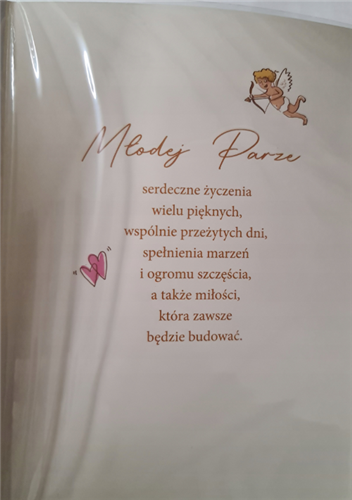 Młodej Parze
serdeczne życzenia
wielu pięknych,
wspólnie przeżytych dni,
spełnienia marzeń
i ogromu szczęścia,
a także miłości,
która zawsze
będzie budować.